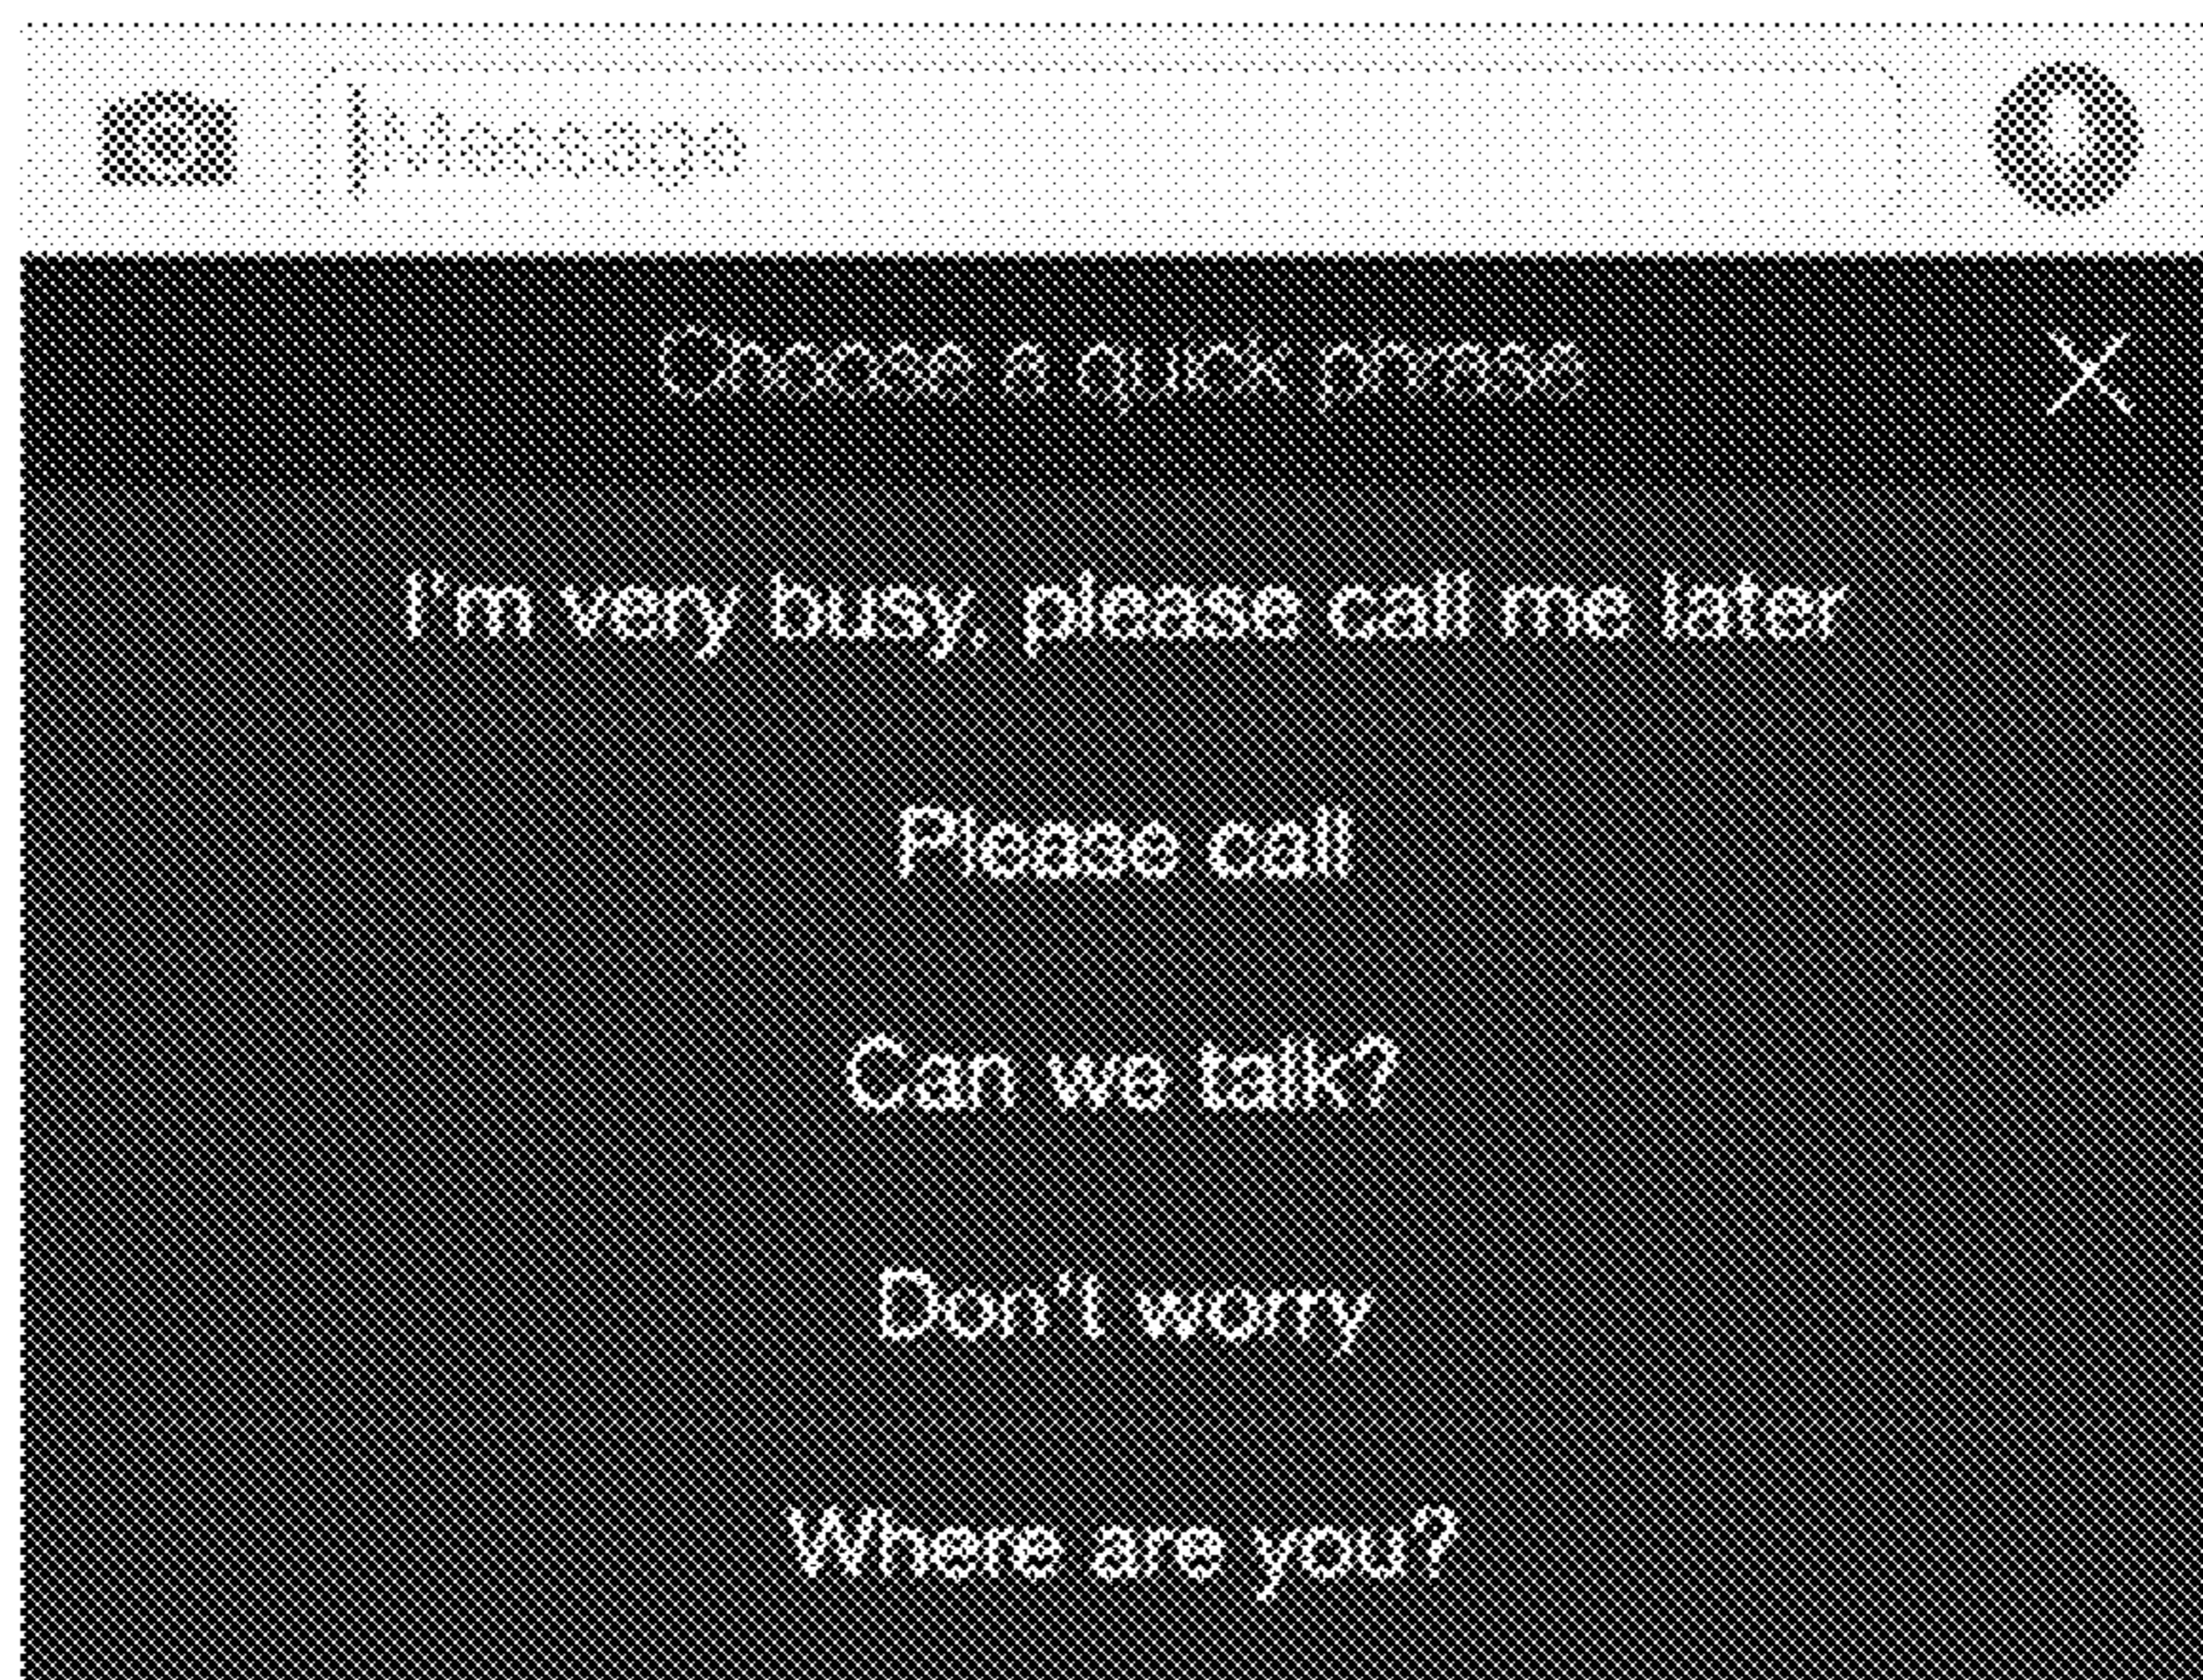 Message
Choose a quick phrase
I'm very busy, please call me later
Please call
Can we talk?
Don't worry
Where are you?